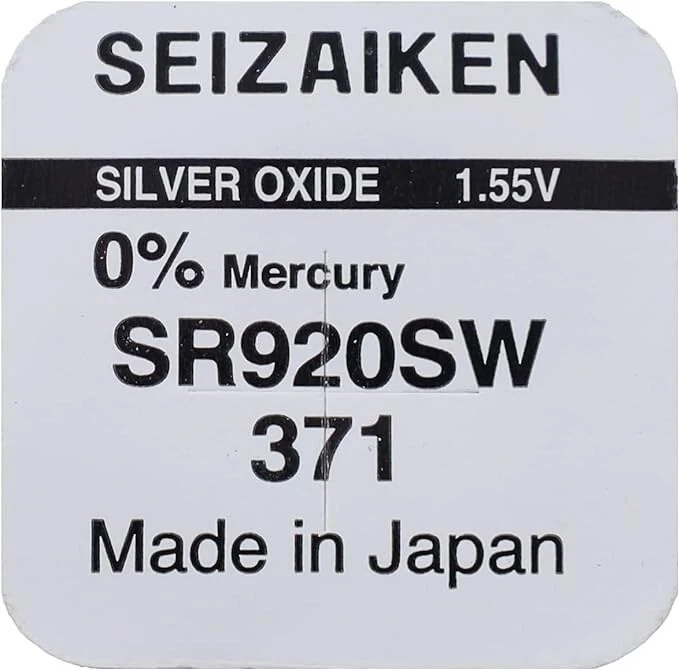 SEIZAIKEN
SILVER OXIDE 1.55V
0% Mercury
SR920SW
371
Made in Japan